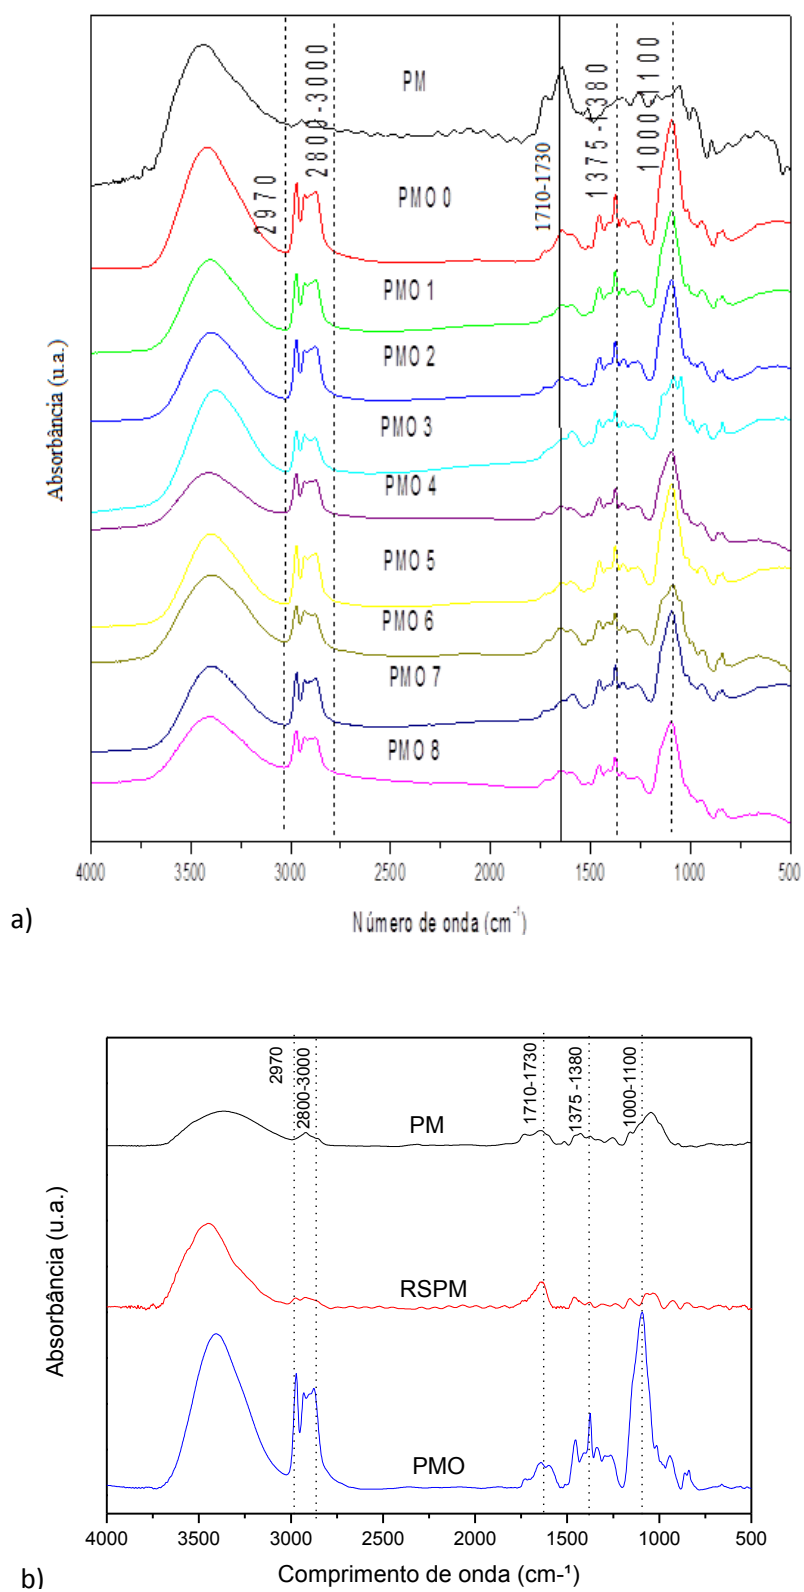 PM
2970
2800-3000
1710-1730
1375-1380
1000-1100
PMO 0
PMO 1
PMO 2
PMO 3
PMO 4
PMO 5
PMO 6
PMO 7
PMO 8
Absorbância (u.a.)
4000 3500 3000 2500 2000 1500 1000 500
a)
Número de onda (cm⁻¹)
2970
2800-3000
1710-1730
1375 -1380
1000-1100
PM
RSPM
PMO
Absorbância (u.a.)
4000 3500 3000 2500 2000 1500 1000 500
b)
Comprimento de onda (cm-¹)